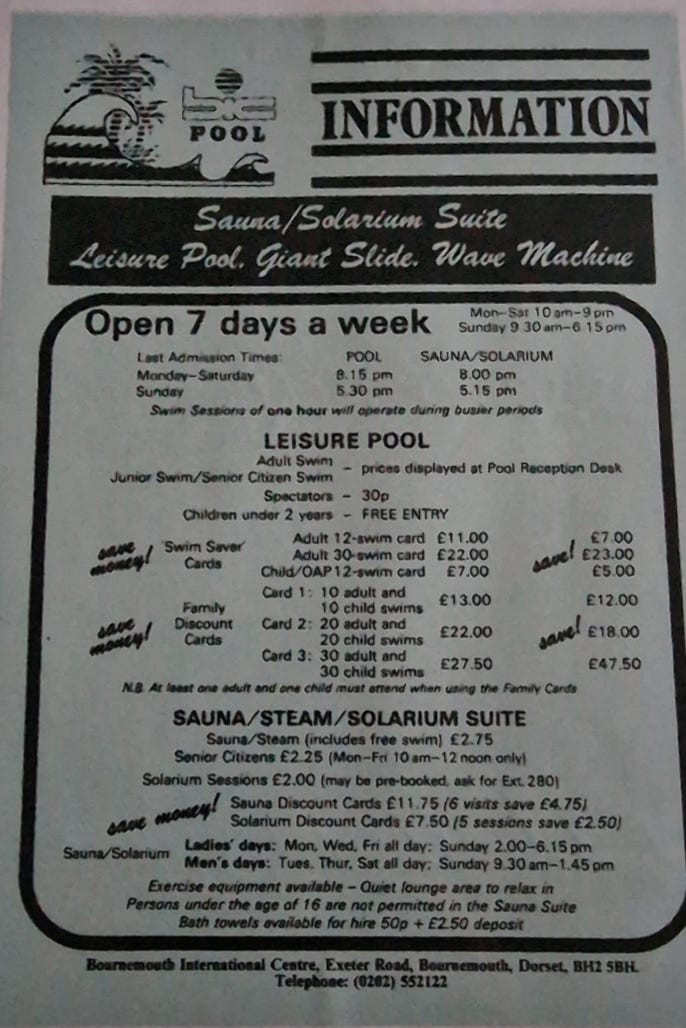 bic
POOL
INFORMATION
Sauna/Solarium Suite
Leisure Pool, Giant Slide, Wave Machine
Open 7 days a week
Mon–Sat 10 am–9 pm
Sunday 9.30 am–6.15 pm
Last Admission Times: POOL SAUNA/SOLARIUM
Monday–Saturday 8.15 pm 8.00 pm
Sunday 5.30 pm 5.15 pm
Swim Sessions of one hour will operate during busier periods
LEISURE POOL
Adult Swim
Junior Swim/Senior Citizen Swim – prices displayed at Pool Reception Desk
Spectators – 30p
Children under 2 years – FREE ENTRY
save money! 'Swim Saver' Cards
Adult 12-swim card £11.00 save! £7.00
Adult 30-swim card £22.00 £23.00
Child/OAP 12-swim card £7.00 £5.00
save money! Family Discount Cards
Card 1: 10 adult and
10 child swims £13.00 save! £12.00
Card 2: 20 adult and
20 child swims £22.00 £18.00
Card 3: 30 adult and
30 child swims £27.50 £47.50
N.B. At least one adult and one child must attend when using the Family Cards
SAUNA/STEAM/SOLARIUM SUITE
Sauna/Steam (includes free swim) £2.75
Senior Citizens £2.25 (Mon–Fri 10 am–12 noon only)
Solarium Sessions £2.00 (may be pre-booked, ask for Ext. 280)
save money! Sauna Discount Cards £11.75 (6 visits save £4.75)
Solarium Discount Cards £7.50 (5 sessions save £2.50)
Sauna/Solarium Ladies' days: Mon, Wed, Fri all day; Sunday 2.00–6.15 pm
Men's days: Tues, Thur, Sat all day; Sunday 9.30 am–1.45 pm
Exercise equipment available – Quiet lounge area to relax in
Persons under the age of 16 are not permitted in the Sauna Suite
Bath towels available for hire 50p + £2.50 deposit
Bournemouth International Centre, Exeter Road, Bournemouth, Dorset, BH2 5BH.
Telephone: (0202) 552122